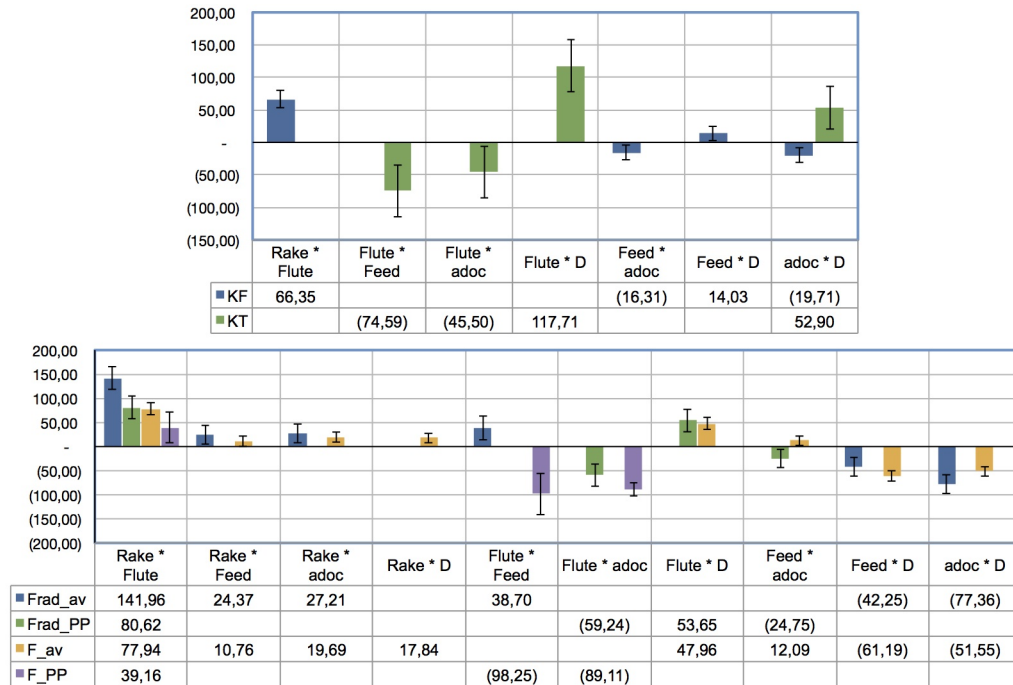 200,00
150,00
100,00
50,00
-
(50,00)
(100,00)
(150,00)
Rake * Flute * Flute * Flute * D Feed * Feed * D adoc * D
Flute Feed adoc adoc
KF 66,35 (16,31) 14,03 (19,71)
KT (74,59) (45,50) 117,71 52,90
200,00
150,00
100,00
50,00
-
(50,00)
(100,00)
(150,00)
(200,00)
Rake * Rake * Rake * Rake * D Flute * Flute * adoc Flute * D Feed * Feed * D adoc * D
Flute Feed adoc Feed adoc
Frad_av 141,96 24,37 27,21 38,70 (42,25) (77,36)
Frad_PP 80,62 (59,24) 53,65 (24,75)
F_av 77,94 10,76 19,69 17,84 47,96 12,09 (61,19) (51,55)
F_PP 39,16 (98,25) (89,11)